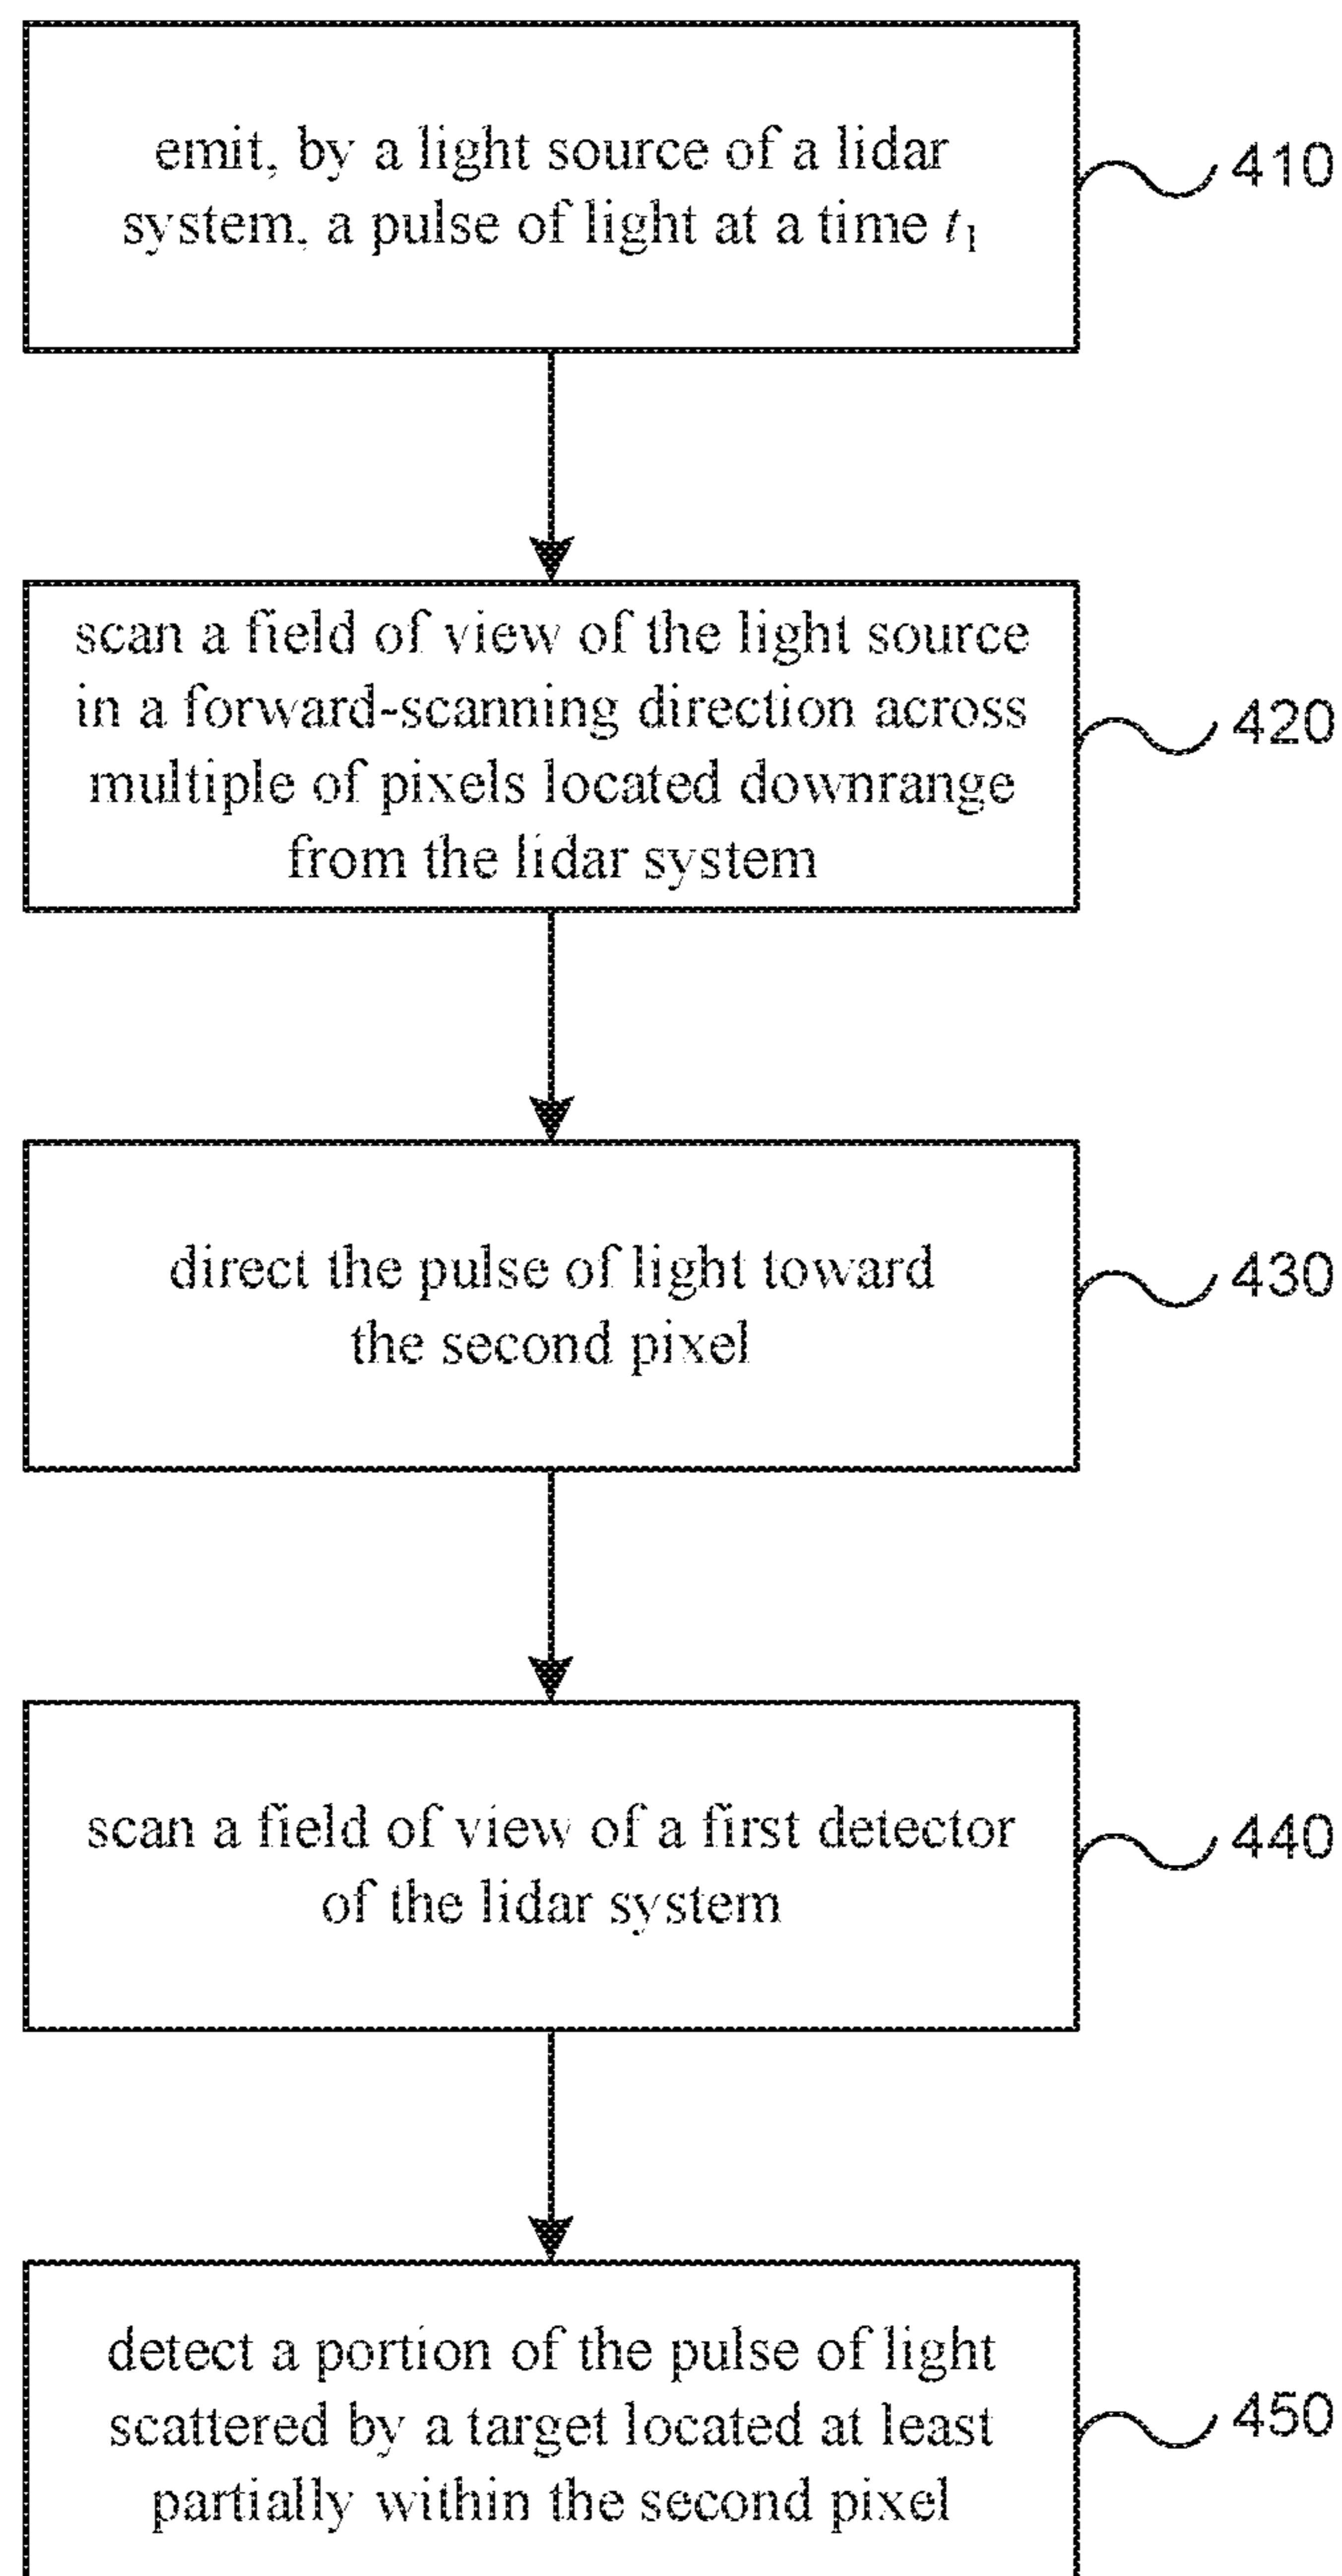 emit, by a light source of a lidar
system, a pulse of light at a time t₁
410
scan a field of view of the light source
in a forward-scanning direction across
multiple of pixels located downrange
from the lidar system
420
direct the pulse of light toward
the second pixel
430
scan a field of view of a first detector
of the lidar system
440
detect a portion of the pulse of light
scattered by a target located at least
partially within the second pixel
450